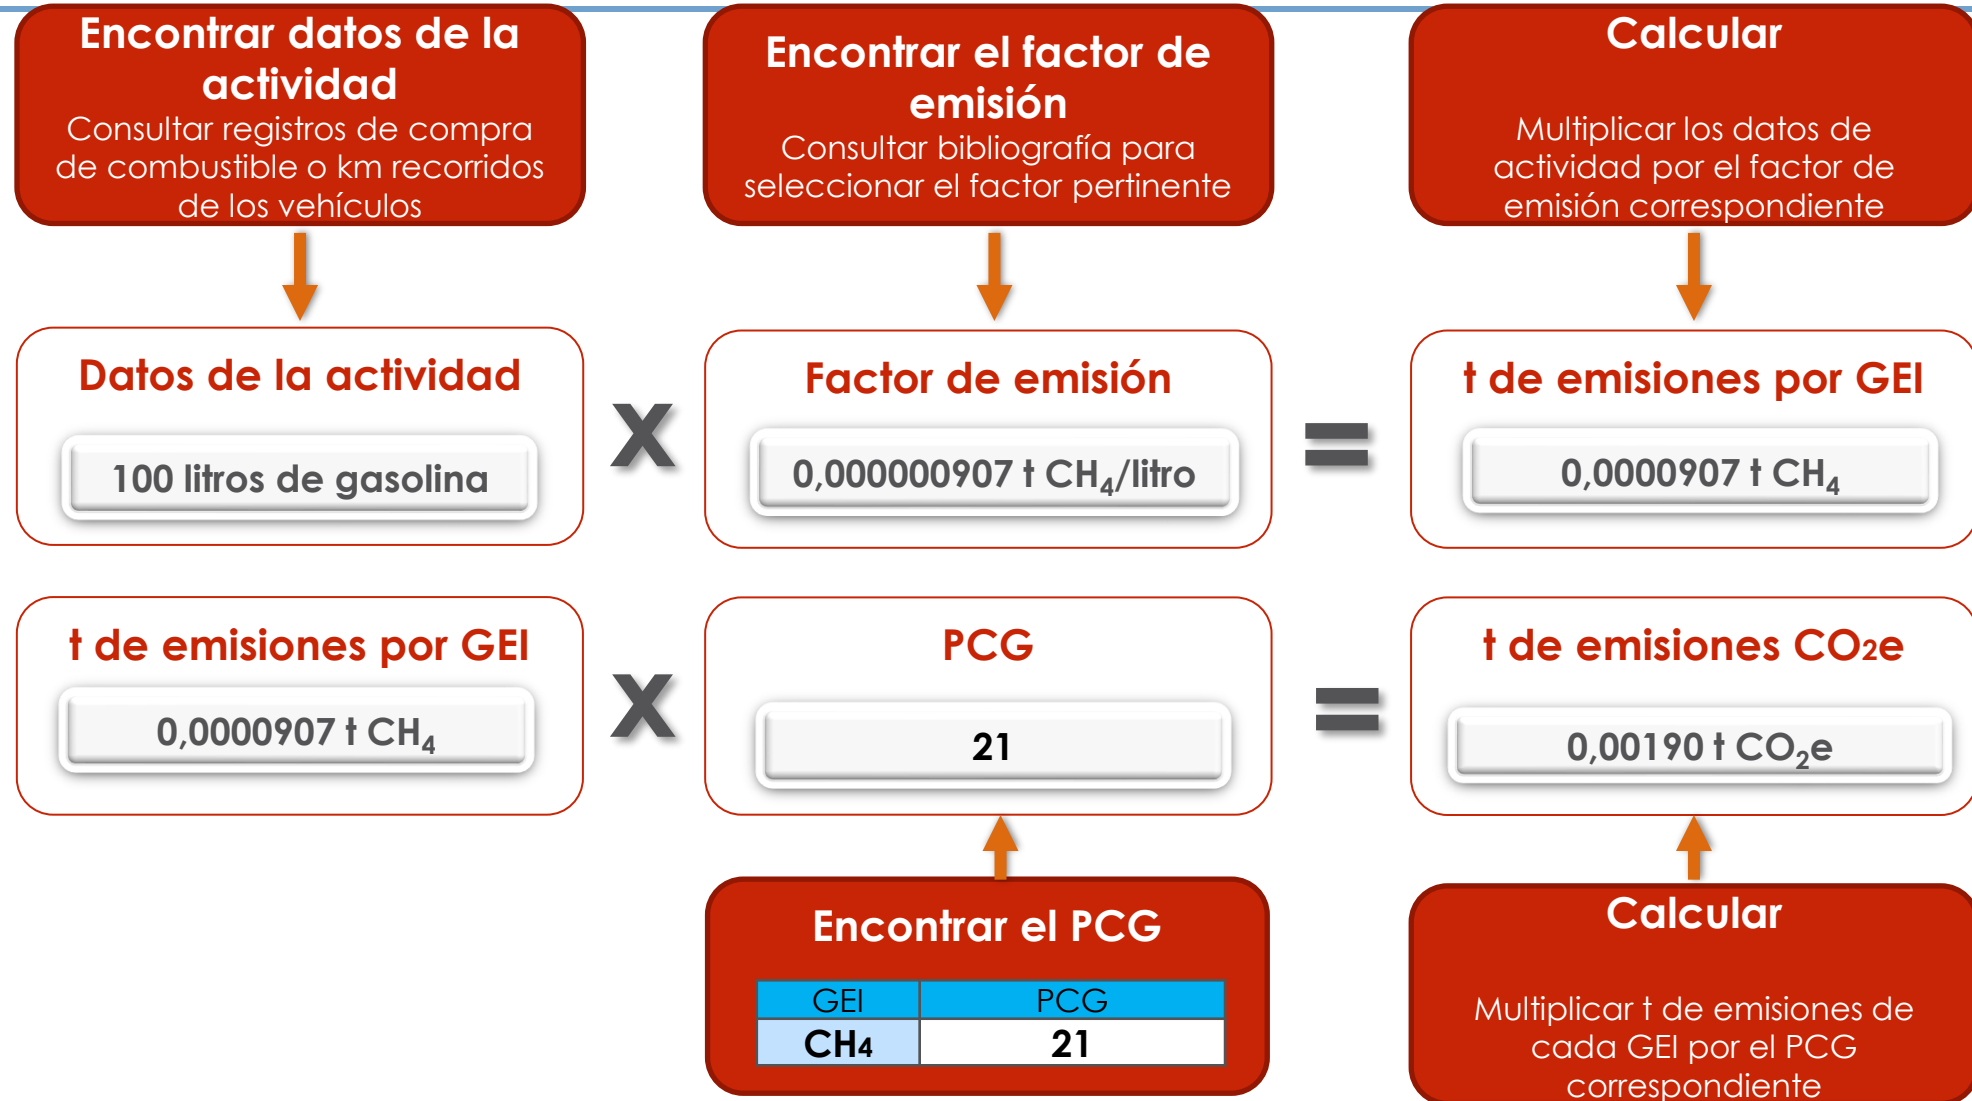 Encontrar datos de la
actividad
Consultar registros de compra
de combustible o km recorridos
de los vehículos
Encontrar el factor de
emisión
Consultar bibliografía para
seleccionar el factor pertinente
Calcular
Multiplicar los datos de
actividad por el factor de
emisión correspondiente
Datos de la actividad
100 litros de gasolina
x
Factor de emisión
0,000000907 t CH₄/litro
=
t de emisiones por GEI
0,0000907 t CH₄
t de emisiones por GEI
0,0000907 t CH₄
x
PCG
21
=
t de emisiones CO2e
0,00190 t CO₂e
Encontrar el PCG
GEI PCG
CH4 21
Calcular
Multiplicar t de emisiones de
cada GEI por el PCG
correspondiente